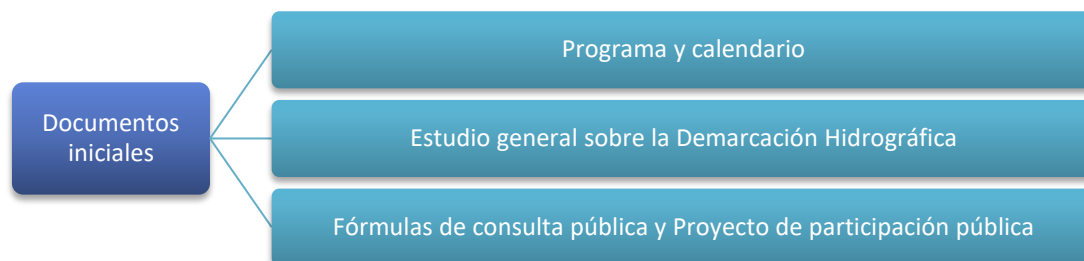 Programa y calendario
Documentos
iniciales
Estudio general sobre la Demarcación Hidrográfica
Fórmulas de consulta pública y Proyecto de participación pública